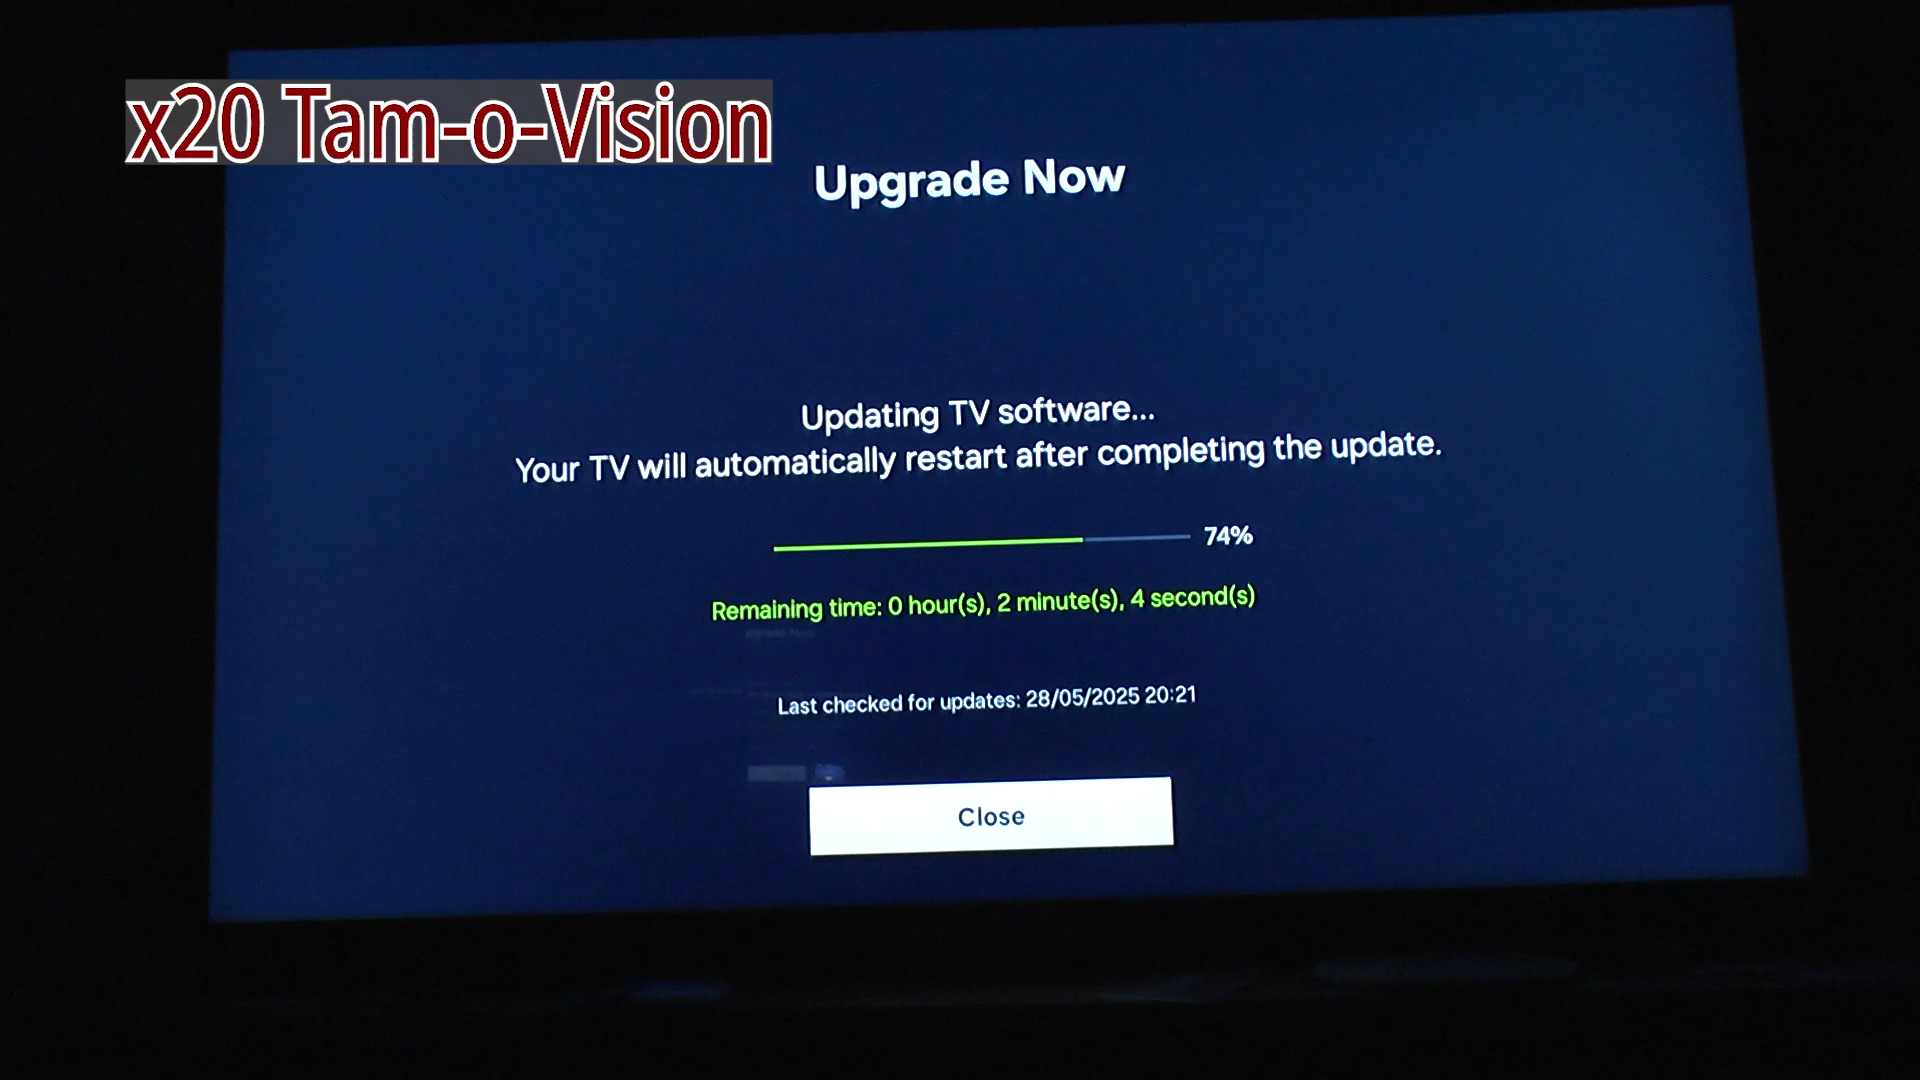 x20 Tam-o-Vision
Upgrade Now
Updating TV software...
Your TV will automatically restart after completing the update.
74%
Remaining time: 0 hour(s), 2 minute(s), 4 second(s)
Last checked for updates: 28/05/2025 20:21
Close